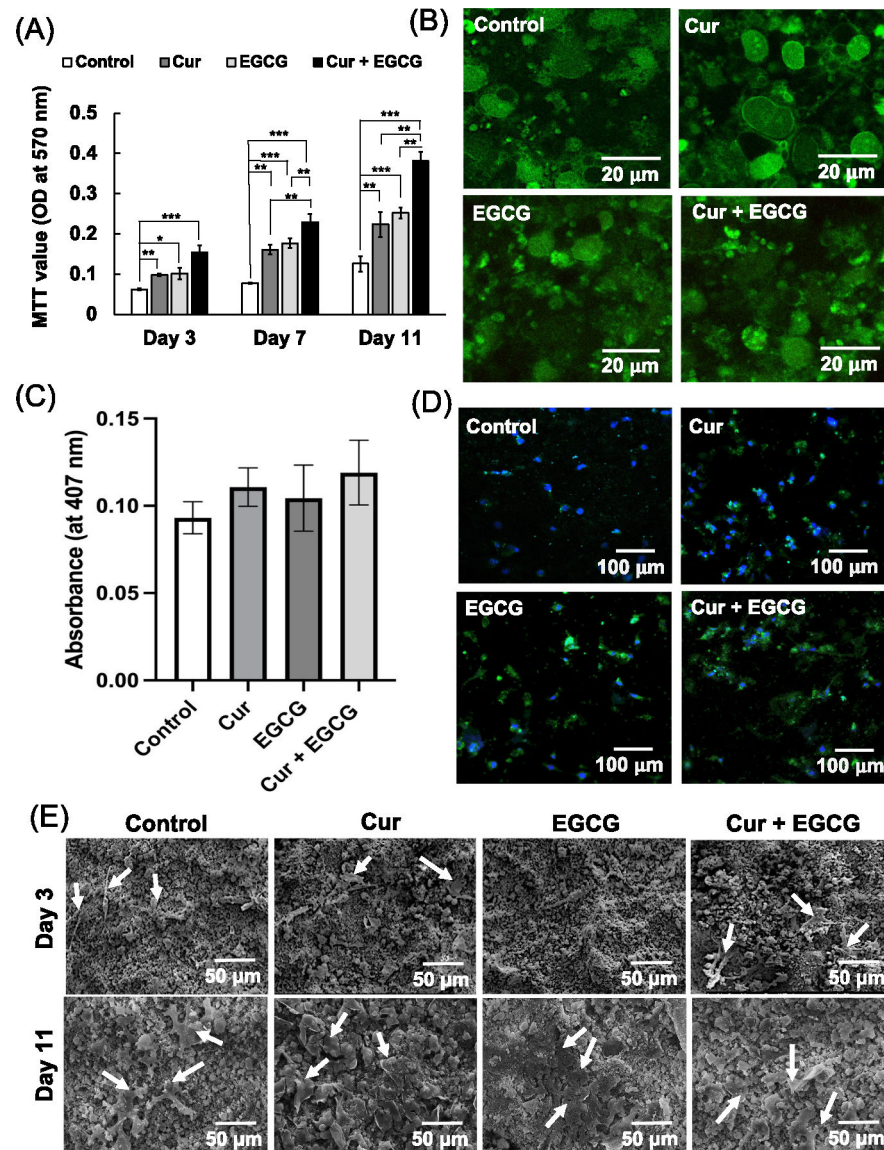 (A)
Control Cur EGCG Cur + EGCG
MTT value (OD at 570 nm)
0.5
0.4
0.3
0.2
0.1
0
***
*
**
***
***
**
**
**
***
**
**
***
**
Day 3 Day 7 Day 11
(B)
Control
20 μm
Cur
20 μm
EGCG
20 μm
Cur + EGCG
20 μm
(C)
Absorbance (at 407 nm)
0.15
0.10
0.05
0.00
Control
Cur
EGCG
Cur + EGCG
(D)
Control
100 μm
Cur
100 μm
EGCG
100 μm
Cur + EGCG
100 μm
(E)
Control Cur EGCG Cur + EGCG
Day 3
50 μm 50 μm 50 μm 50 μm
Day 11
50 μm 50 μm 50 μm 50 μm